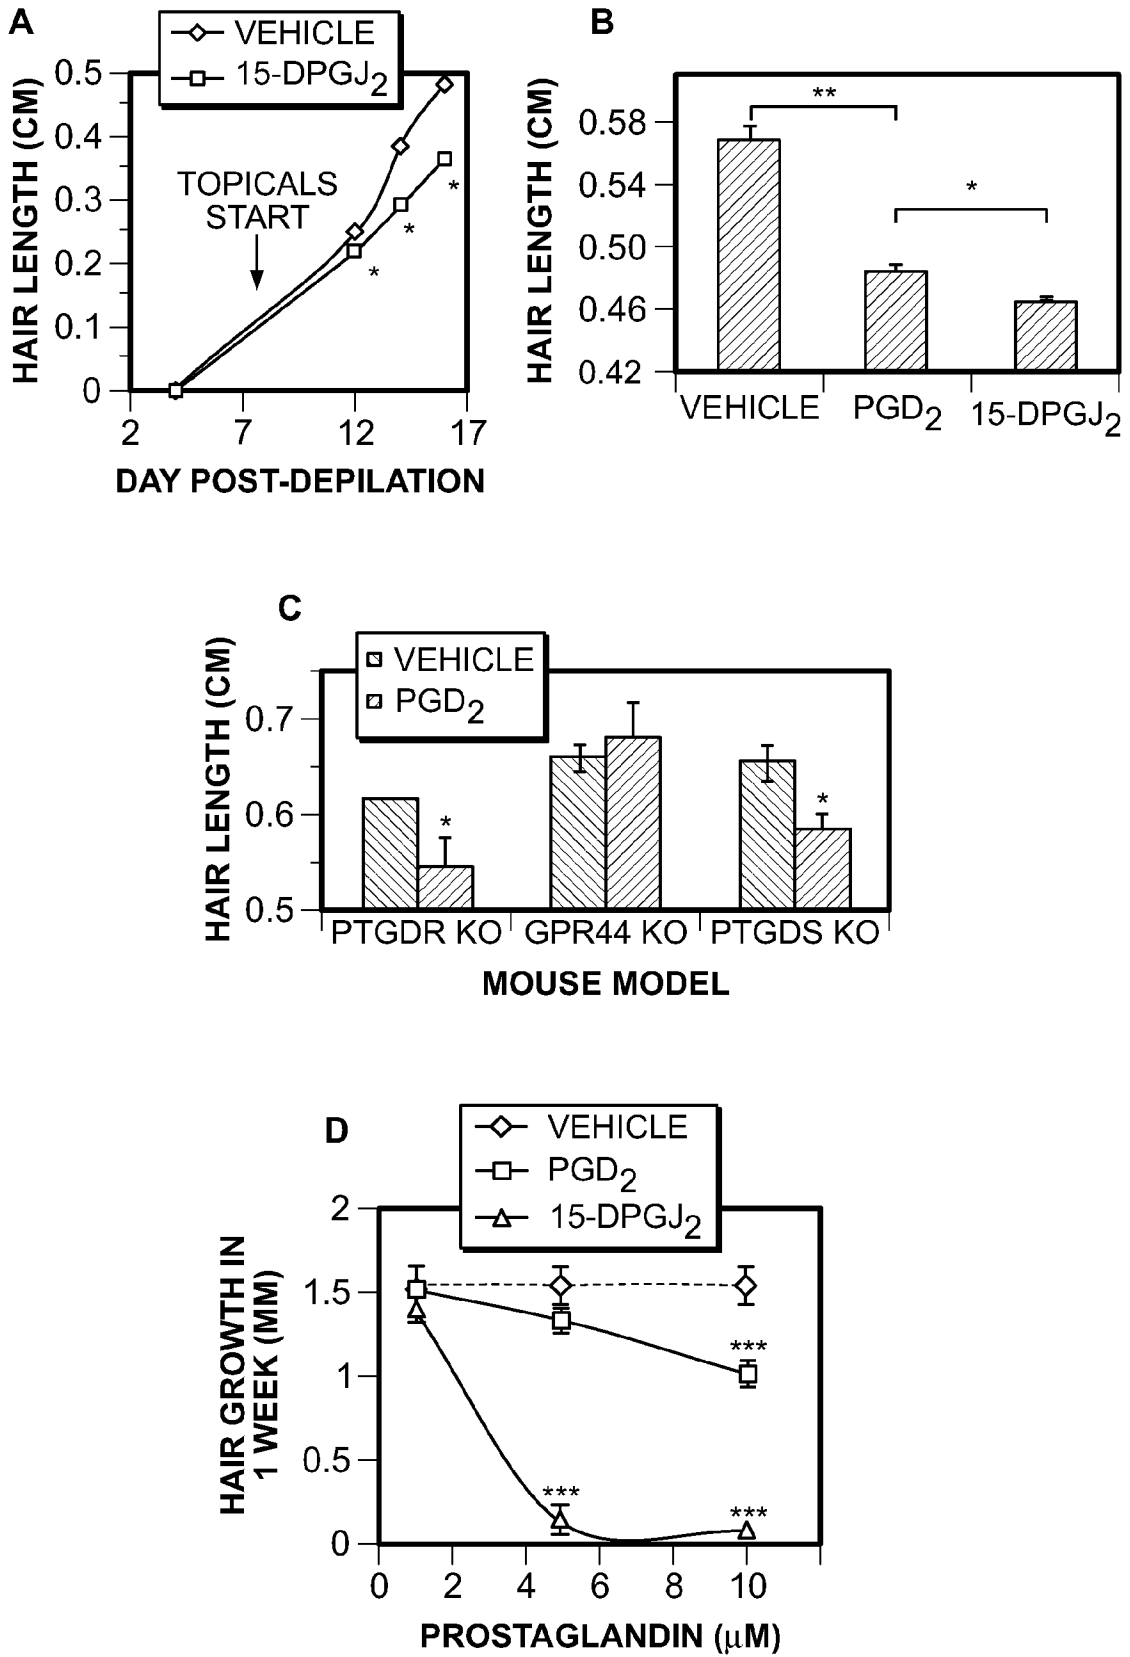 A
VEHICLE
15-DPGJ2
HAIR LENGTH (CM)
0.5
0.4
0.3
0.2
0.1
0
TOPICALS
START
*
*
*
2 7 12 17
DAY POST-DEPILATION
B
HAIR LENGTH (CM)
0.58
0.54
0.50
0.46
0.42
**
*
VEHICLE PGD2 15-DPGJ2
C
VEHICLE
PGD2
HAIR LENGTH (CM)
0.7
0.6
0.5
*
*
PTGDR KO GPR44 KO PTGDS KO
MOUSE MODEL
D
VEHICLE
PGD2
15-DPGJ2
HAIR GROWTH IN
1 WEEK (MM)
2
1.5
1
0.5
0
***
***
***
0 2 4 6 8 10
PROSTAGLANDIN (µM)